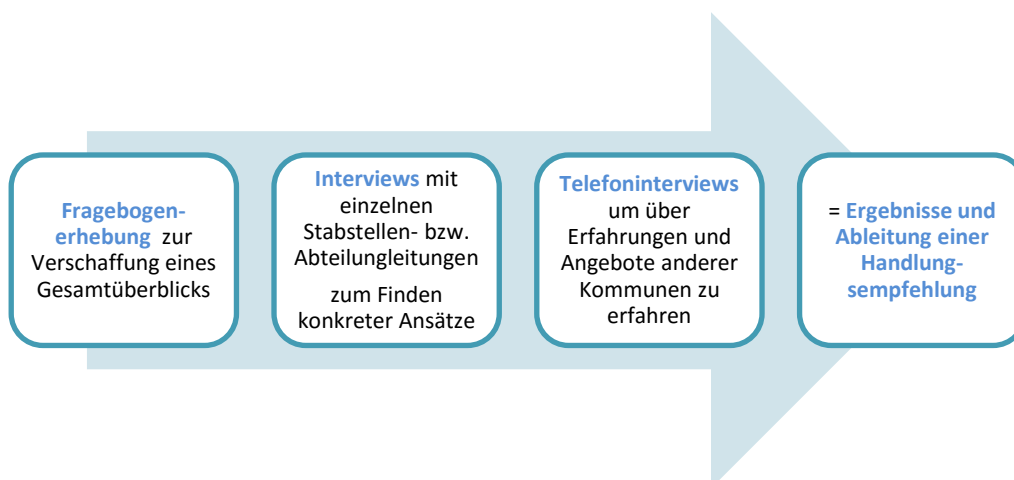 Fragebogen-
erhebung zur
Verschaffung eines
Gesamtüberblicks
Interviews mit
einzelnen
Stabstellen- bzw.
Abteilungleitungen
zum Finden
konkreter Ansätze
Telefoninterviews
um über
Erfahrungen und
Angebote anderer
Kommunen zu
erfahren
= Ergebnisse und
Ableitung einer
Handlung-
sempfehlung